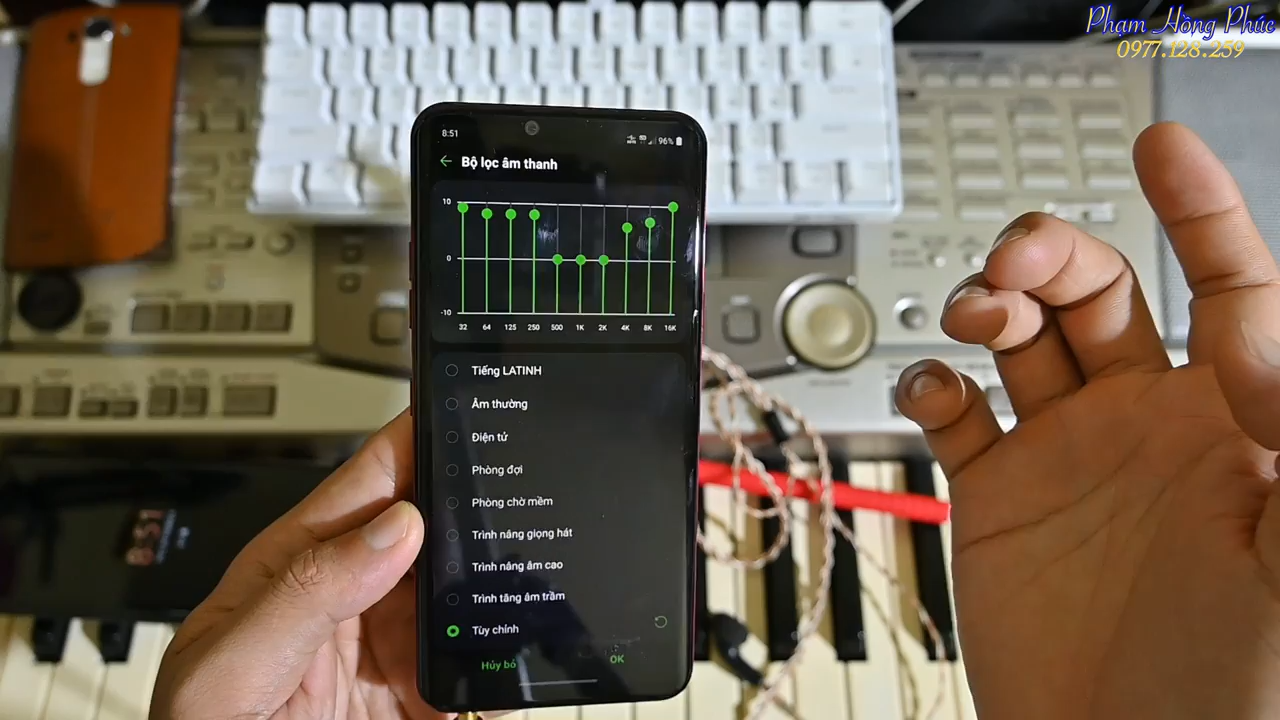 Phạm Hồng Phúc
0977.128.259
8:51
96%
Bộ lọc âm thanh
10
0
-10
32 64 125 250 500 1K 2K 4K 8K 16K
Tiếng LATINH
Âm thường
Điện tử
Phòng đợi
Phòng chờ mềm
Trình nâng giọng hát
Trình nâng âm cao
Trình tăng âm trầm
Tùy chỉnh
Hủy bỏ OK
8:51